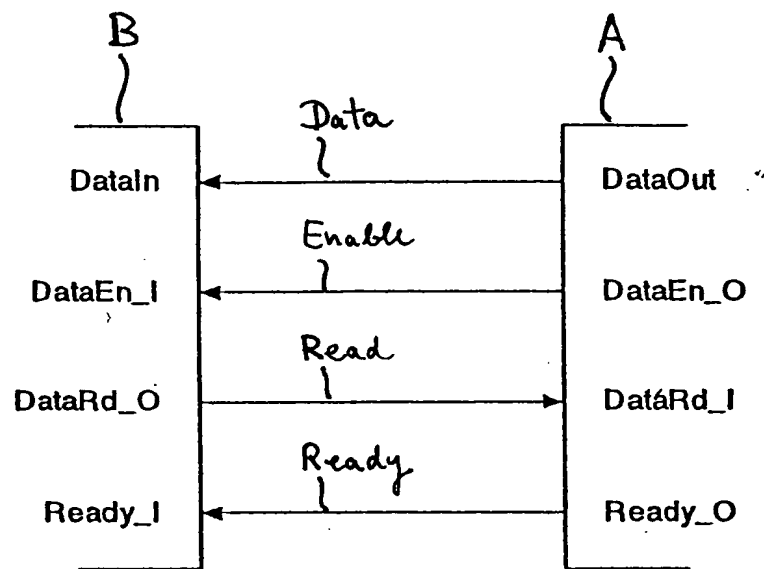 B A
Data
DataIn DataOut
Enable
DataEn_I DataEn_O
Read
DataRd_O DatáRd_I
Ready
Ready_I Ready_O